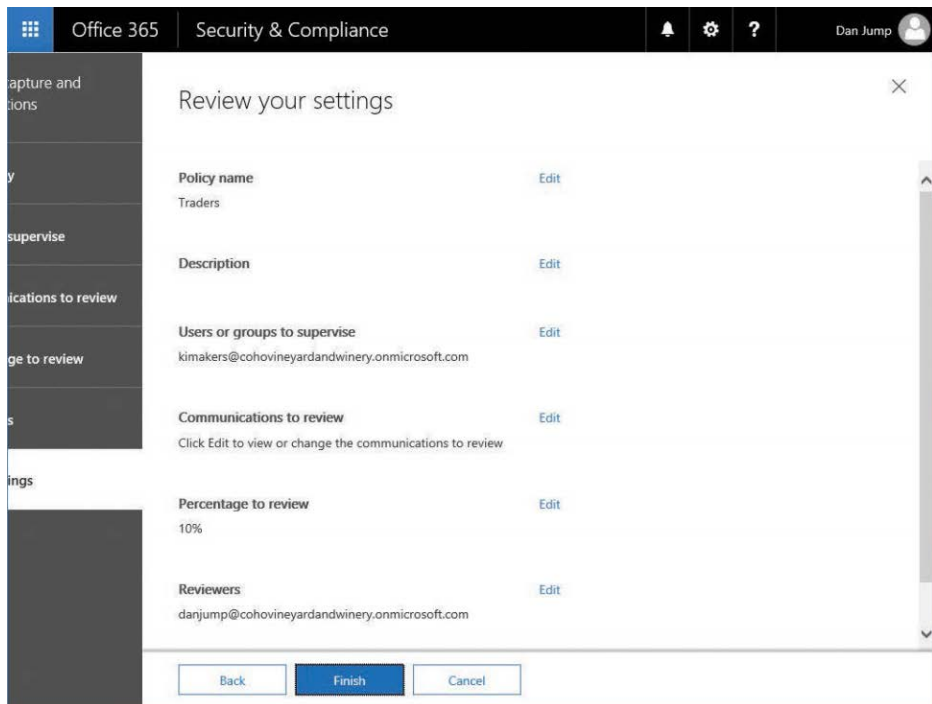 Office 365
Security & Compliance
?
Dan Jump
apture and
tions
y
supervise
ications to review
ge to review
s
ings
Review your settings
Policy name
Edit
Traders
Description
Edit
Users or groups to supervise
Edit
kimakers@cohovineyardandwinery.onmicrosoft.com
Communications to review
Edit
Click Edit to view or change the communications to review
Percentage to review
Edit
10%
Reviewers
Edit
danjump@cohovineyardandwinery.onmicrosoft.com
Back
Finish
Cancel